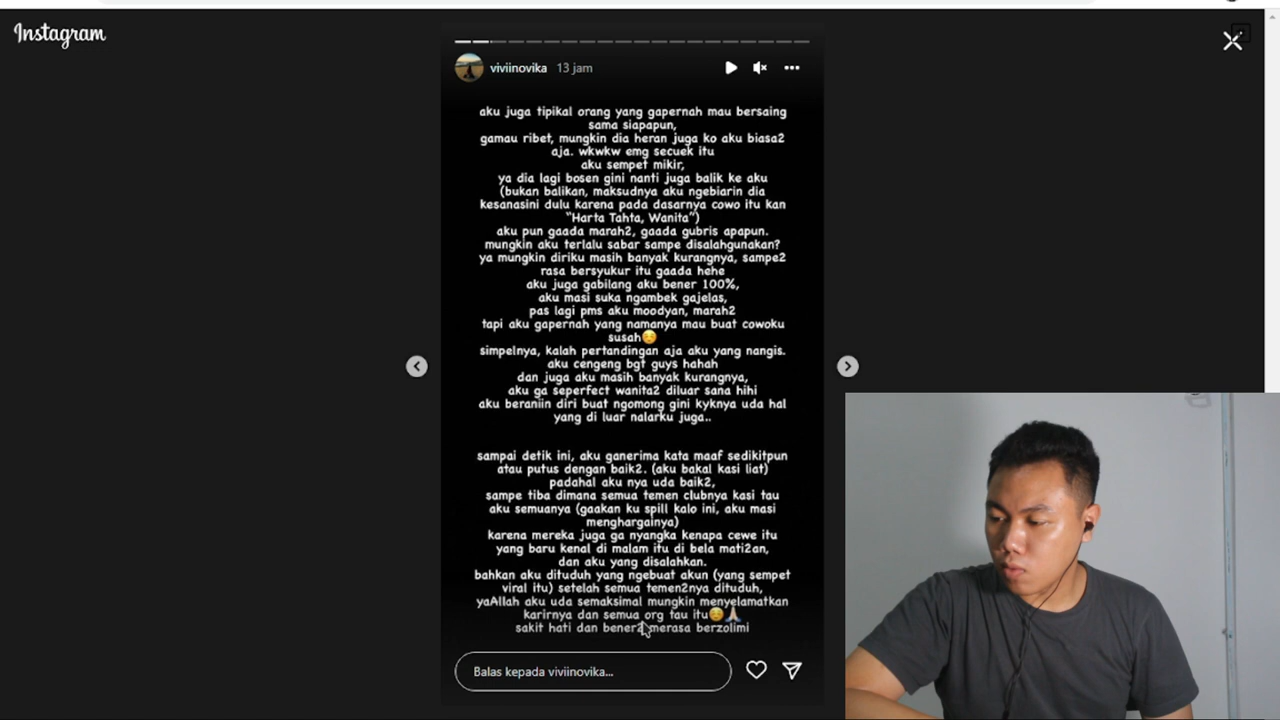 Instagram
viviinovika 13 jam
aku juga tipikal orang yang gapernah mau bersaing
sama siapapun,
gamau ribet, mungkin dia heran juga ko aku biasa2
aja. wkwkw emg secuek itu
aku sempet mikir,
ya dia lagi bosen gini nanti juga balik ke aku
(bukan balikan, maksudnya aku ngebiarin dia
kesanasini dulu karena pada dasarnya cowo itu kan
"Harta Tahta, Wanita")
aku pun gaada marah2, gaada gubris apapun.
mungkin aku terlalu sabar sampe disalahgunakan?
ya mungkin diriku masih banyak kurangnya, sampe2
rasa bersyukur itu gaada hehe
aku juga gabilang aku bener 100%,
aku masi suka ngambek gajelas,
pas lagi pms aku moodyan, marah2
tapi aku gapernah yang namanya mau buat cowoku
susah☺️
simpelnya, kalah pertandingan aja aku yang nangis.
aku cengeng bgt guys hahah
dan juga aku masih banyak kurangnya,
aku ga seperfect wanita2 diluar sana hihi
aku beraniin diri buat ngomong gini kyknya uda hal
yang di luar nalarku juga..
sampai detik ini, aku ganerima kata maaf sedikitpun
atau putus dengan baik2. (aku bakal kasi liat)
padahal aku nya uda baik2,
sampe tiba dimana semua temen clubnya kasi tau
aku semuanya (gaakan ku spill kalo ini, aku masi
menghargainya)
karena mereka juga ga nyangka kenapa cewe itu
yang baru kenal di malam itu di bela mati2an,
dan aku yang disalahkan.
bahkan aku dituduh yang ngebuat akun (yang sempet
viral itu) setelah semua temen2nya dituduh,
yaAllah aku uda semaksimal mungkin menyelamatkan
karirnya dan semua org tau itu☺️🙏🏻
sakit hati dan bener2 merasa berzolimi
Balas kepada viviinovika...